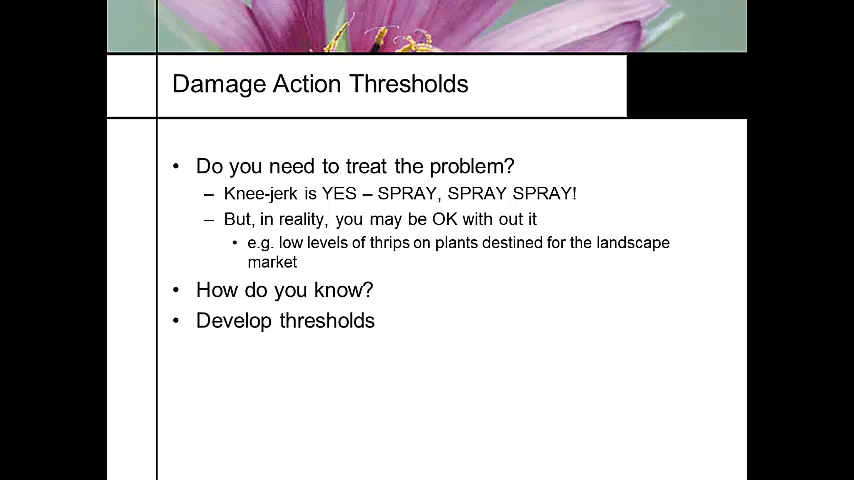 Damage Action Thresholds
• Do you need to treat the problem?
– Knee-jerk is YES – SPRAY, SPRAY SPRAY!
– But, in reality, you may be OK with out it
• e.g. low levels of thrips on plants destined for the landscape
market
• How do you know?
• Develop thresholds